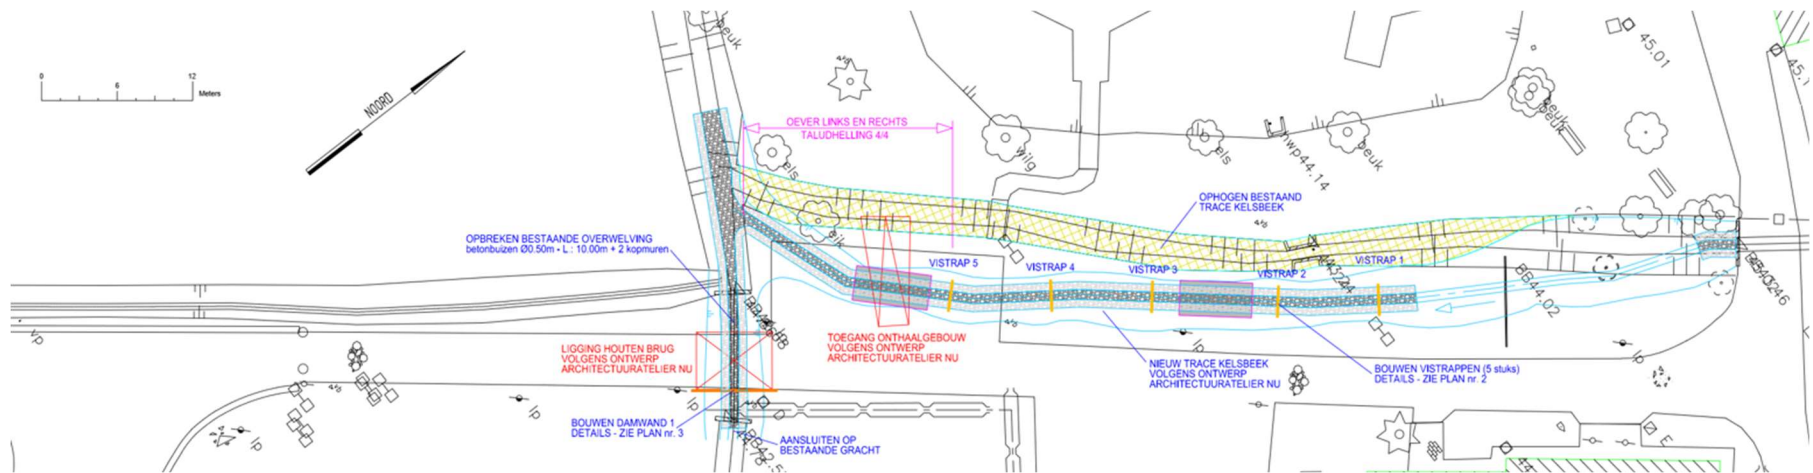 beuk
45.01
0 6 12
Meters
NOORD
beuk
beuk
OEVER LINKS EN RECHTS
TALUDHELLING 4/4
els
wilg
els
hwp44.14
beuk
OPHOGEN BESTAAND
TRACE KELSBEEK
eik
OPBREKEN BESTAANDE OVERWELVING
betonbuizen Ø0.50m - L : 10.00m + 2 kopmuren
VISTRAP 5
VISTRAP 4
VISTRAP 3
VISTRAP 2
VISTRAP 1
BB44.02
lp
LIGGING HOUTEN BRUG
VOLGENS ONTWERP
ARCHITECTUURATELIER NU
TOEGANG ONTHAALGEBOUW
VOLGENS ONTWERP
ARCHITECTUURATELIER NU
lp
lp
NIEUW TRACE KELSBEEK
VOLGENS ONTWERP
ARCHITECTUURATELIER NU
BOUWEN VISTRAPPEN (5 stuks)
DETAILS - ZIE PLAN nr. 2
lp
lp
lp
BOUWEN DAMWAND 1
DETAILS - ZIE PLAN nr. 3
AANSLUITEN OP
BESTAANDE GRACHT
E